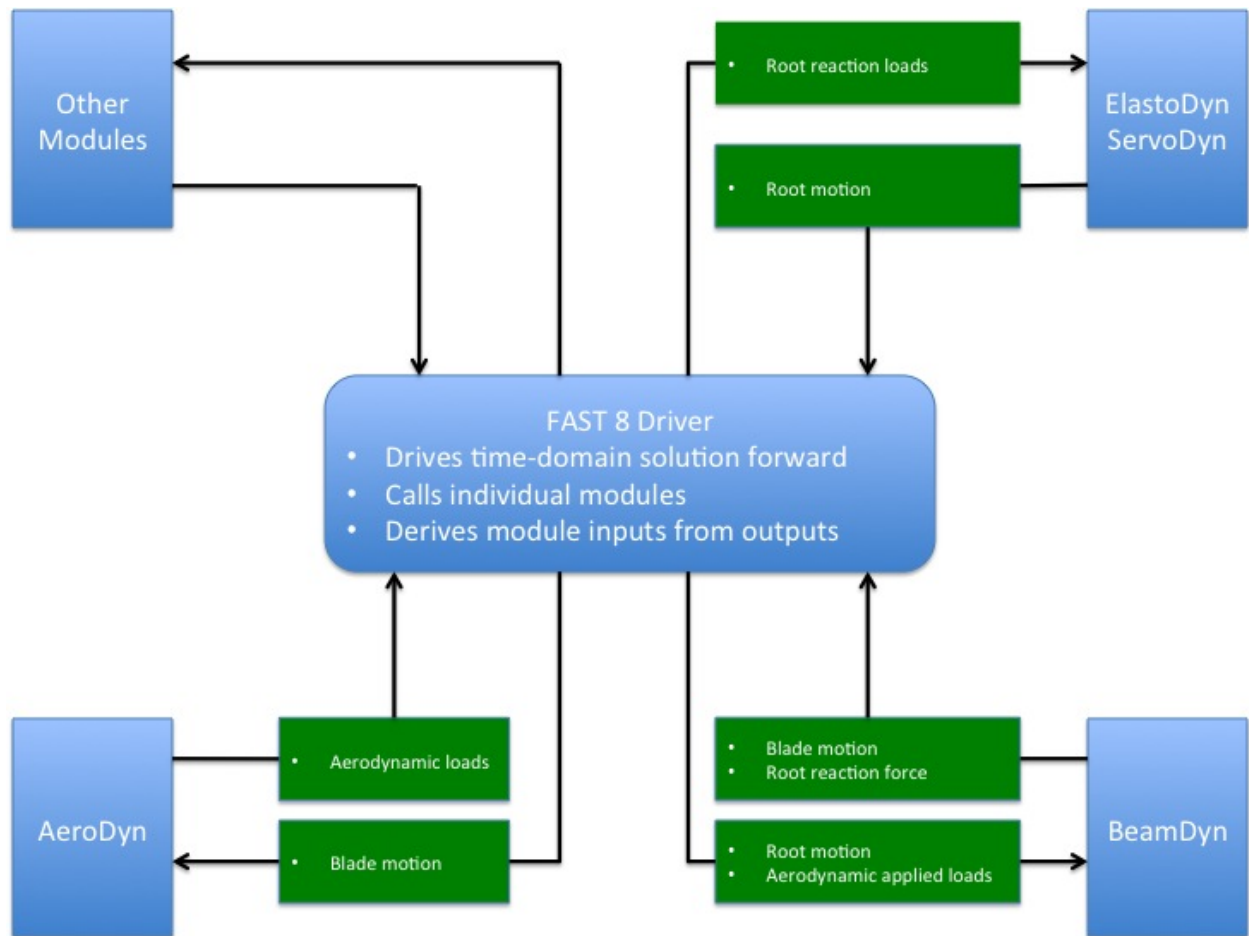 Other
Modules
• Root reaction loads
• Root motion
ElastoDyn
ServoDyn
FAST 8 Driver
• Drives time-domain solution forward
• Calls individual modules
• Derives module inputs from outputs
AeroDyn
• Aerodynamic loads
• Blade motion
• Blade motion
• Root reaction force
• Root motion
• Aerodynamic applied loads
BeamDyn